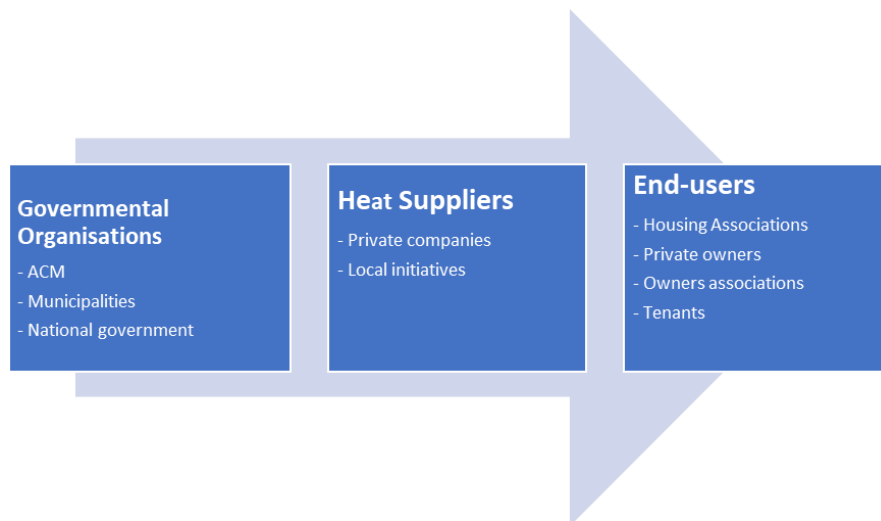 Governmental
Organisations
- ACM
- Municipalities
- National government
Heat Suppliers
- Private companies
- Local initiatives
End-users
- Housing Associations
- Private owners
- Owners associations
- Tenants